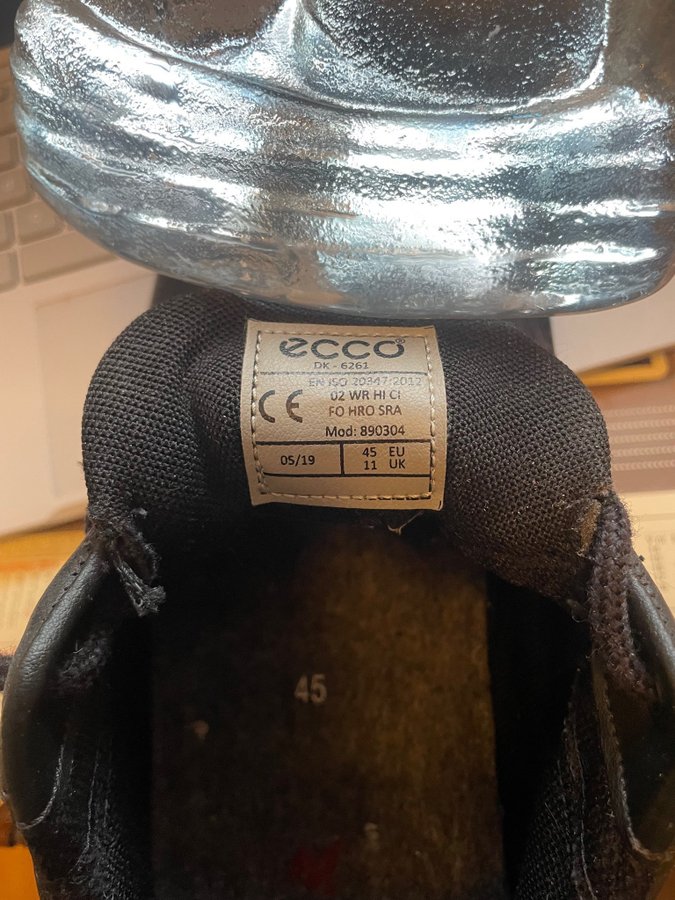 ecco®
DK - 6261
EN ISO 20347:2012
CE
02 WR HI CI
FO HRO SRA
Mod: 890304
05/19
45 EU
11 UK
45